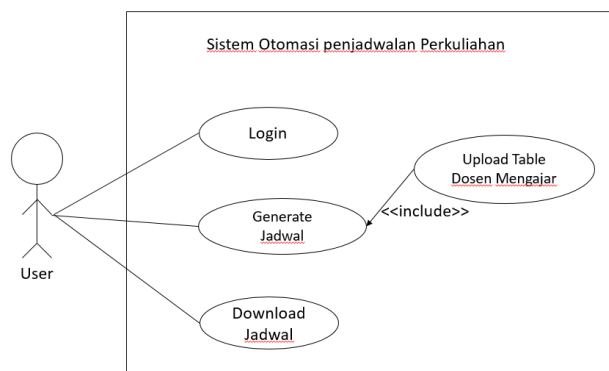 Sistem Otomasi penjadwalan Perkuliahan
Login
Upload Table
Dosen Mengajar
<<include>>
Generate
Jadwal
User
Download
Jadwal